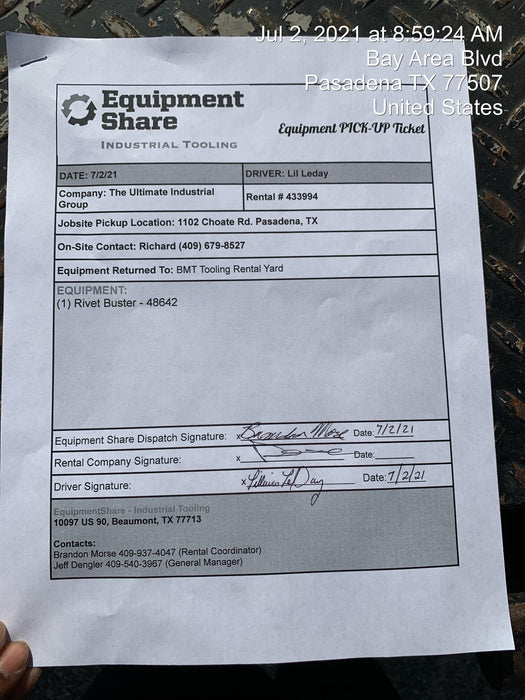 Jul 2, 2021 at 8:59:24 AM
Bay Area Blvd
Pasadena TX 77507
United States
Equipment
Share
INDUSTRIAL TOOLING
Equipment PICK-UP Ticket
DATE: 7/2/21
DRIVER: Lil Leday
Company: The Ultimate Industrial
Group
Rental # 433994
Jobsite Pickup Location: 1102 Choate Rd. Pasadena, TX
On-Site Contact: Richard (409) 679-8527
Equipment Returned To: BMT Tooling Rental Yard
EQUIPMENT:
(1) Rivet Buster - 48642
Equipment Share Dispatch Signature: x Brandon Morse Date: 7/2/21
Rental Company Signature: x Date:
Driver Signature: x Date: 7/2/21
EquipmentShare - Industrial Tooling
10097 US 90, Beaumont, TX 77713
Contacts:
Brandon Morse 409-937-4047 (Rental Coordinator)
Jeff Dengler 409-540-3967 (General Manager)